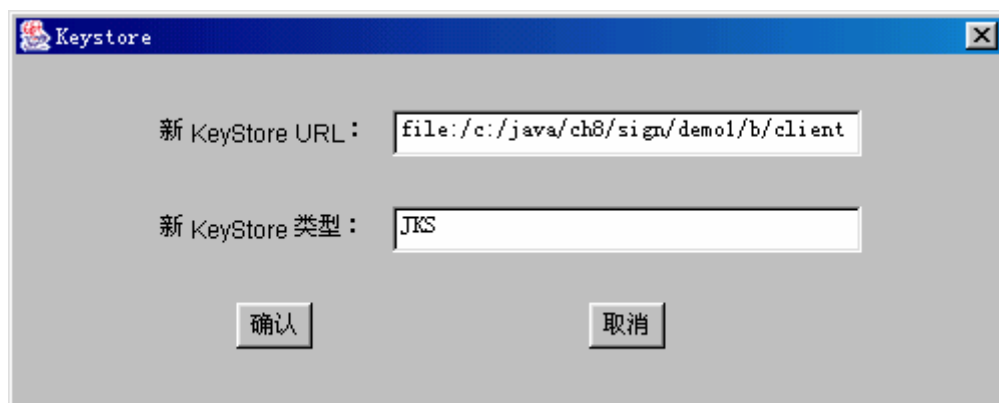 Keystore
新 KeyStore URL： file:/c:/java/ch8/sign/demo1/b/client
新 KeyStore 类型： JKS
确认 取消